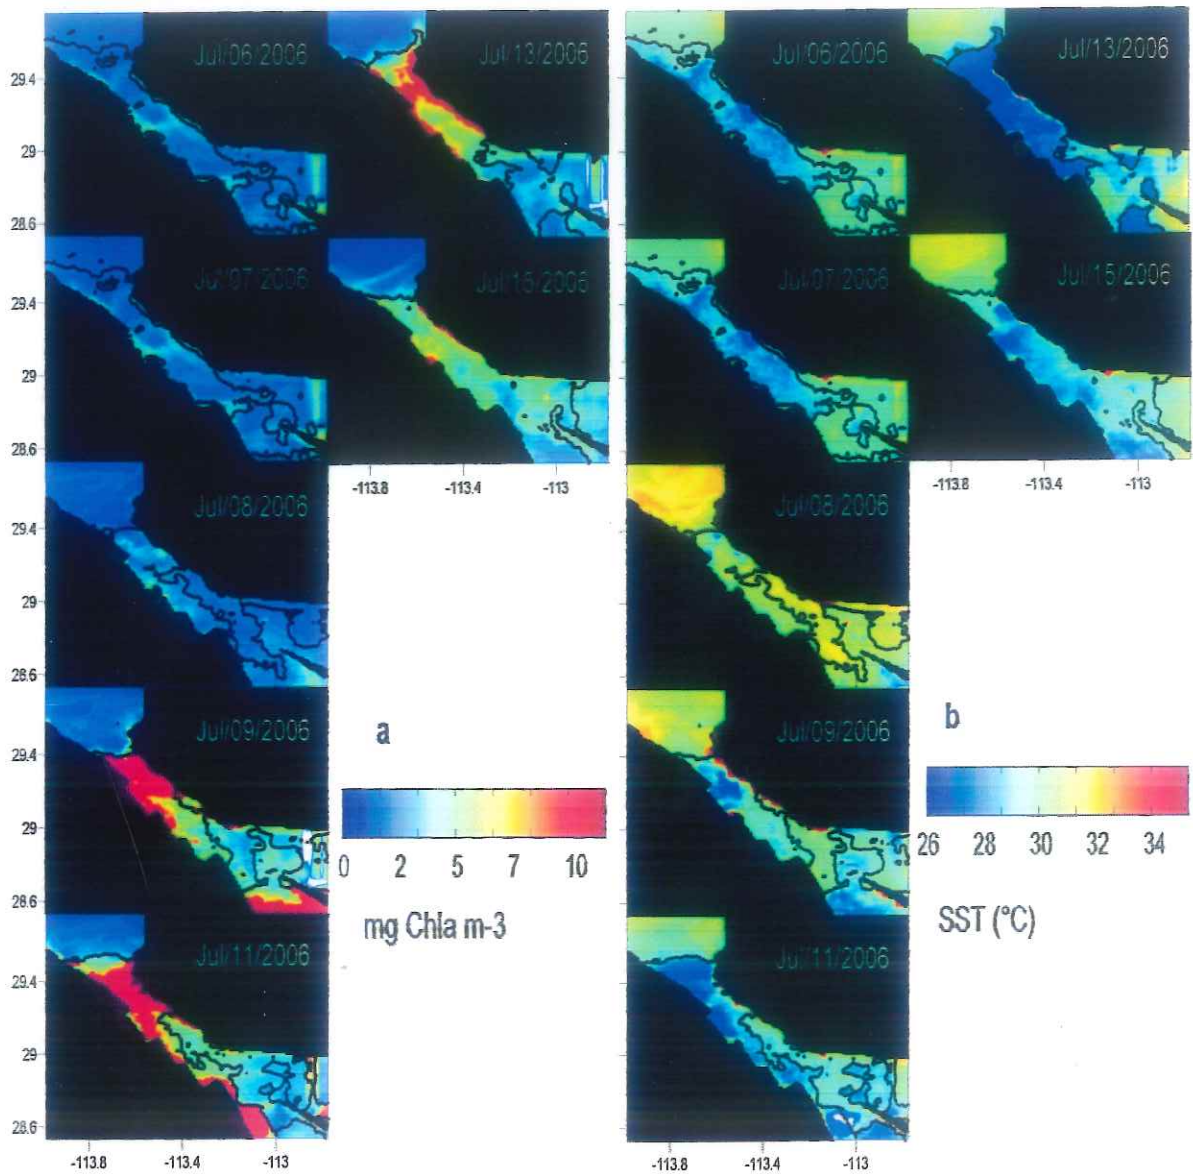 Jul/06/2006 Jul/13/2006 Jul/06/2006 Jul/13/2006
29.4
29
28.6
Jul/07/2006 Jul/15/2006 Jul/07/2006 Jul/15/2006
29.4
29
28.6
-113.8 -113.4 -113 -113.8 -113.4 -113
Jul/08/2006 Jul/08/2006
29.4
29
28.6
Jul/09/2006 Jul/09/2006
a b
29.4
29
28.6
0 2 5 7 10
26 28 30 32 34
mg Chla m-3
SST (°C)
Jul/11/2006 Jul/11/2006
29.4
29
28.6
-113.8 -113.4 -113 -113.8 -113.4 -113